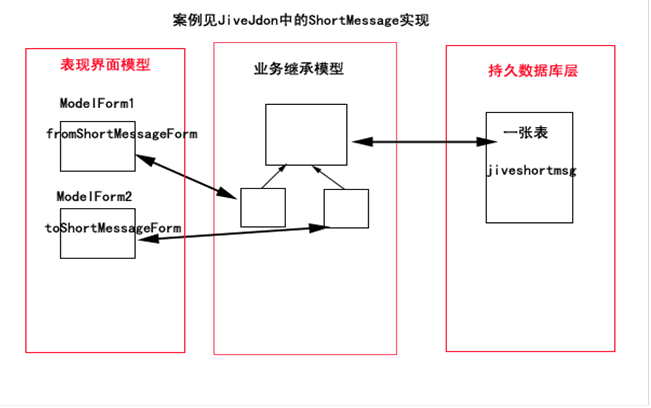 案例见JiveJdon中的ShortMessage实现
表现界面模型
ModelForm1
fromShortMessageForm
ModelForm2
toShortMessageForm
业务继承模型
持久数据库层
一张表
jiveshortmsg